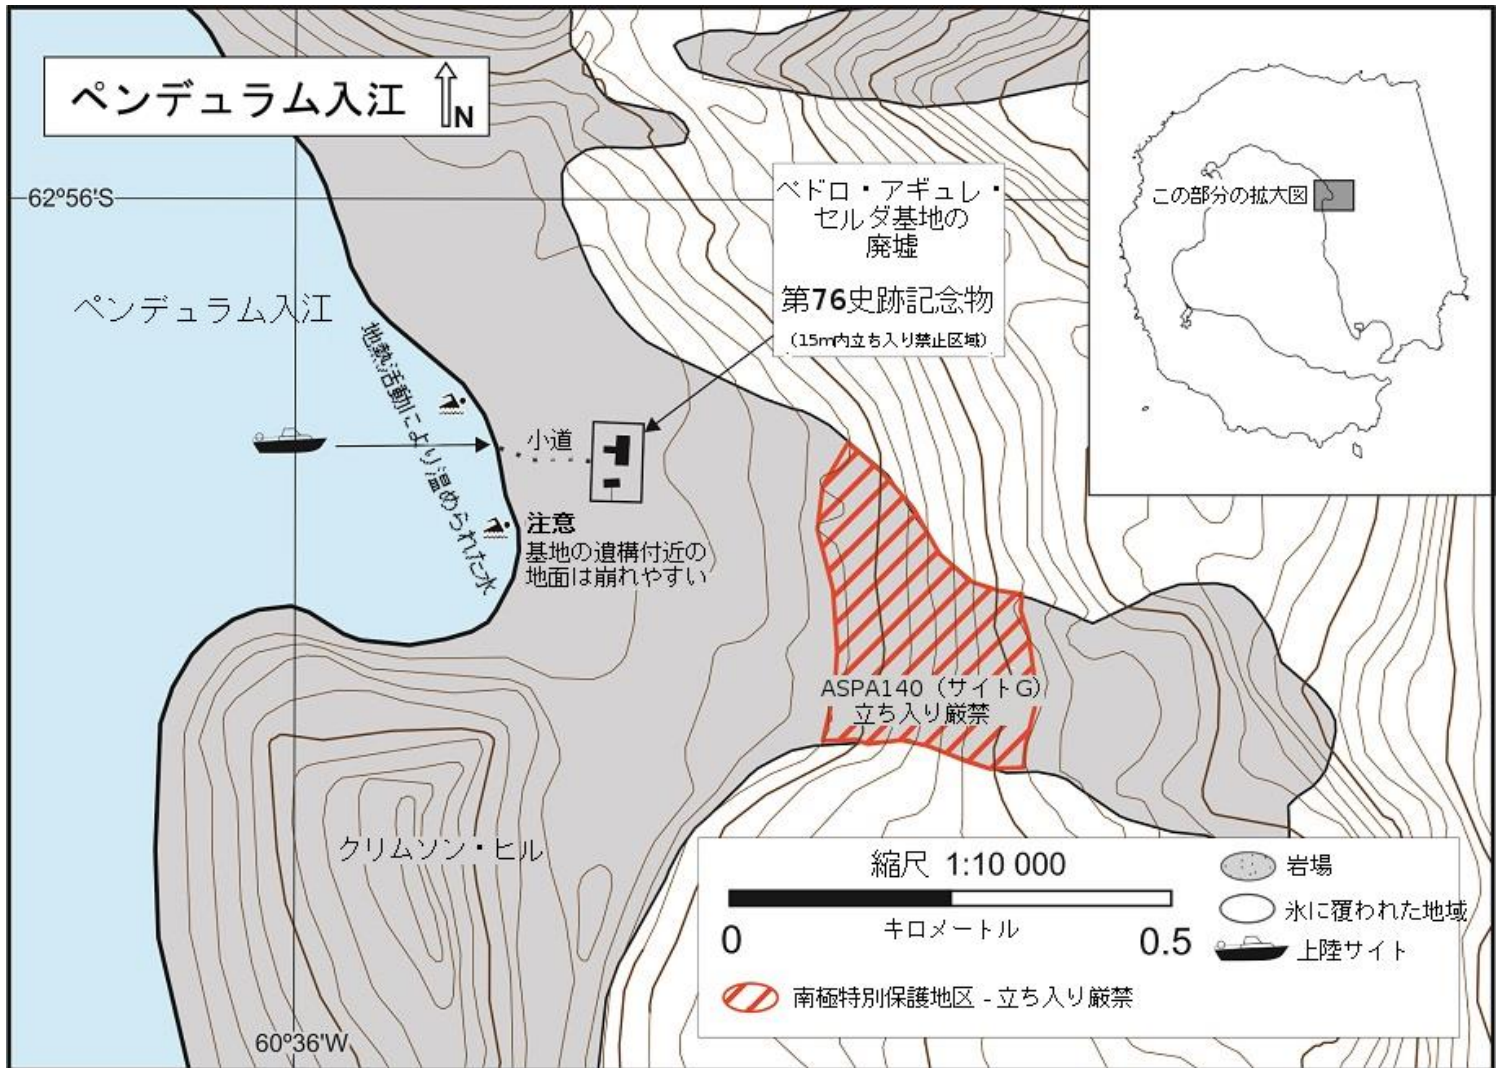 ペンデュラム入江
N
62º56'S
ペンデュラム入江
地熱活動により温められた水
小道
注意
基地の遺構付近の
地面は崩れやすい
ペドロ・アギュレ・
セルダ基地の
廃墟
第76史跡記念物
（15m内立ち入り禁止区域）
この部分の拡大図
ASPA140（サイトG）
立ち入り厳禁
クリムソン・ヒル
60º36'W
縮尺 1:10 000
キロメートル
0 0.5
南極特別保護地区 - 立ち入り厳禁
岩場
氷に覆われた地域
上陸サイト